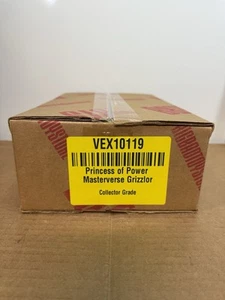 VEX10119
Princess of Power
Masterverse Grizzlor
Collector Grade